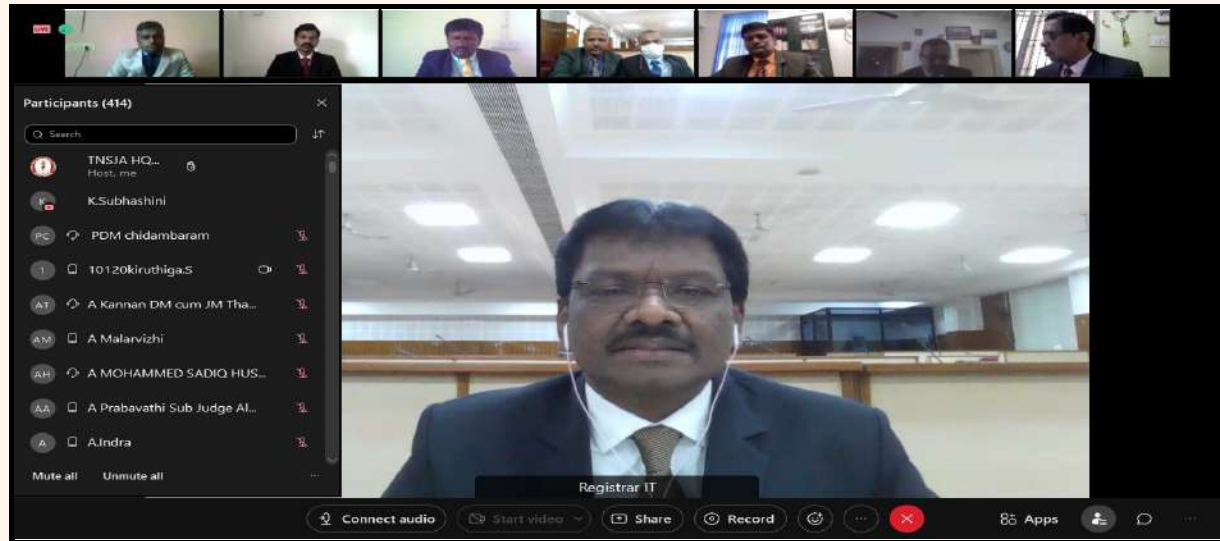 LIVE
Participants (414)
Search
TNSJA HQ...
Host, me
K
K.Subhashini
PC PDM chidambaram
1 10120kiruthiga.S
AT A Kannan DM cum JM Tha...
AM A Malarvizhi
AH A MOHAMMED SADIQ HUS...
AA A Prabavathi Sub Judge Al...
A A.Indra
Mute all Unmute all ...
Registrar IT
Connect audio Start video Share Record ... Apps ...